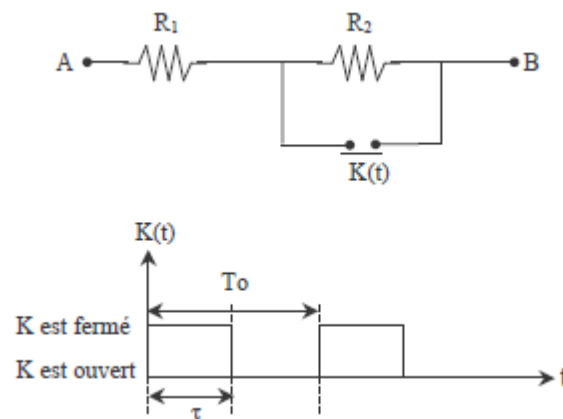 R1 R2
A B
K(t)
K(t)
To
K est fermé
K est ouvert t
τ